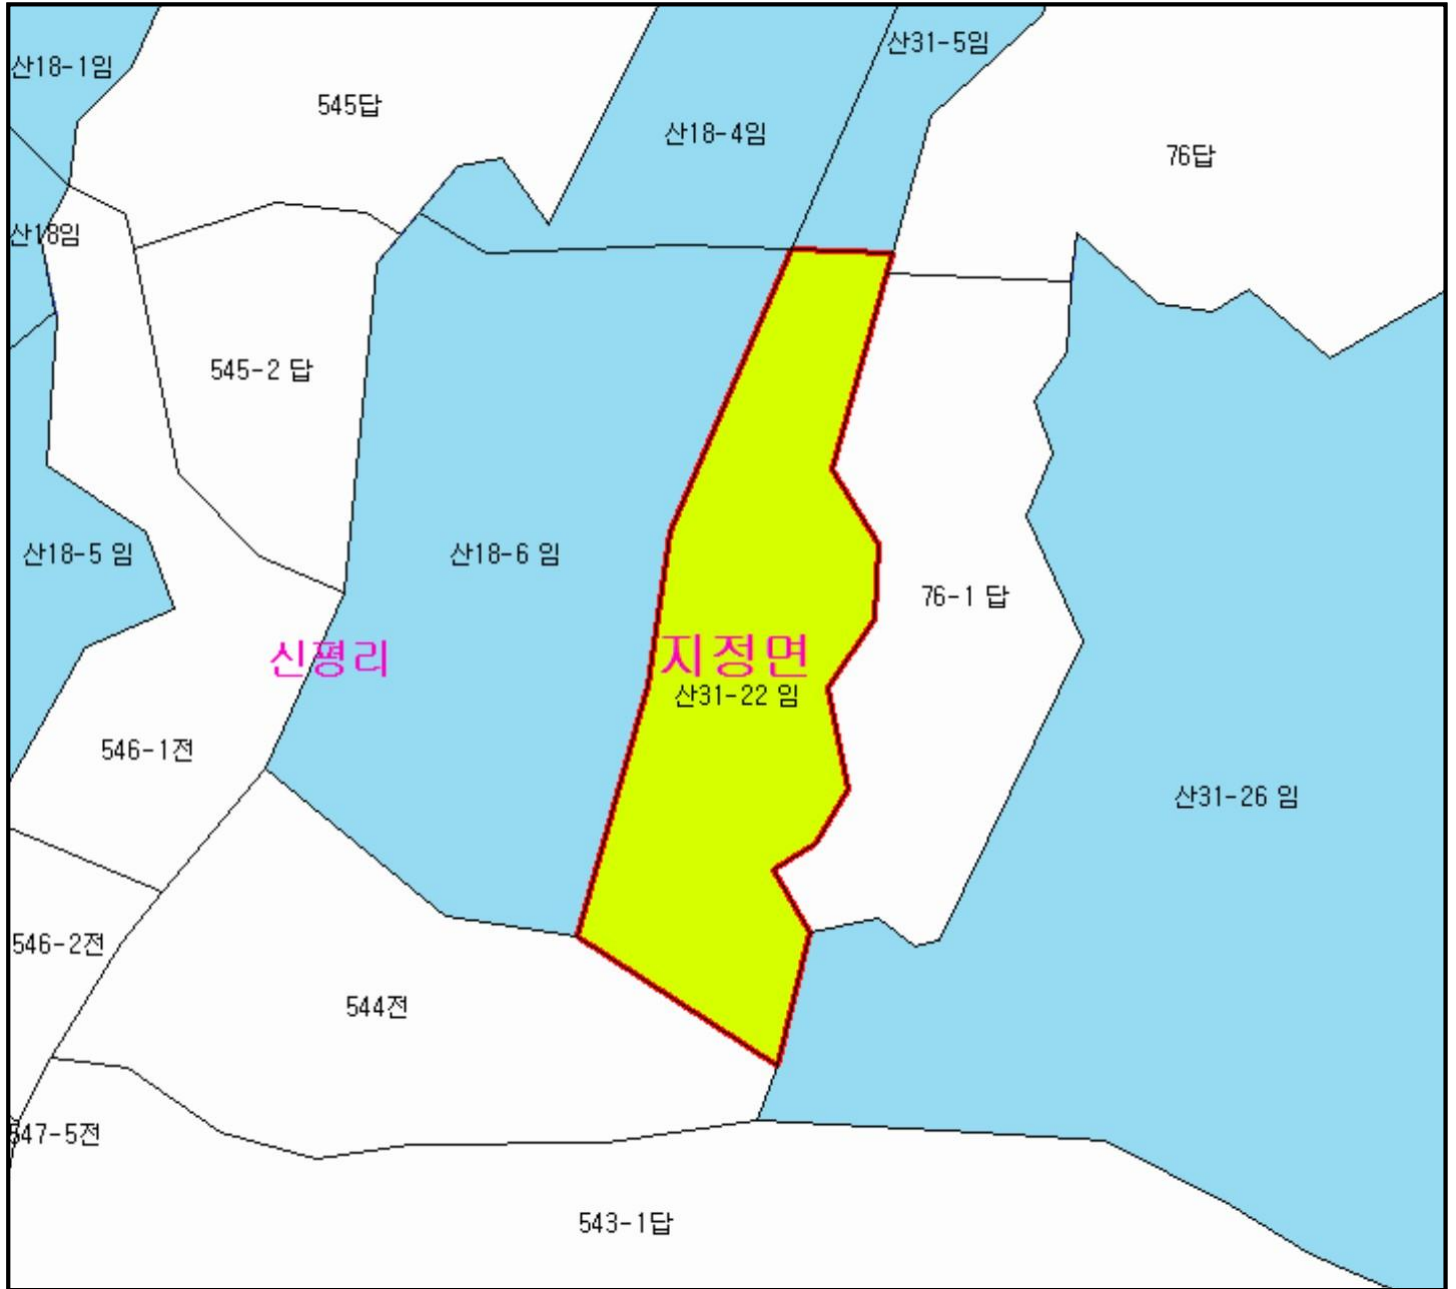 산31-5임
산18-1임
545답
산18-4임
76답
산18임
545-2 답
산18-5 임
산18-6 임
76-1 답
신평리
지정면
산31-22 임
546-1전
산31-26 임
546-2전
544전
547-5전
543-1답